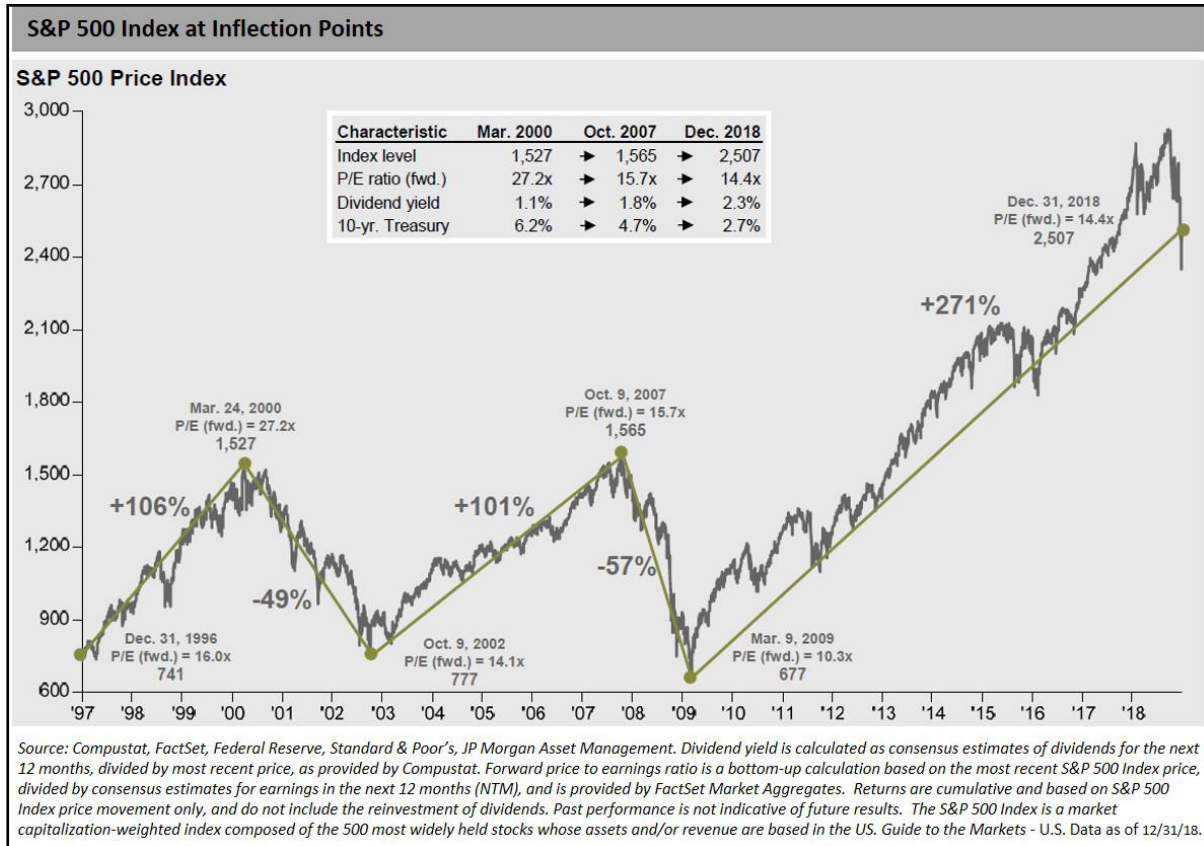 S&P 500 Index at Inflection Points
S&P 500 Price Index
3,000
2,700
2,400
2,100
1,800
1,500
1,200
900
600
Characteristic Mar. 2000 Oct. 2007 Dec. 2018
Index level 1,527 ➔ 1,565 ➔ 2,507
P/E ratio (fwd.) 27.2x ➔ 15.7x ➔ 14.4x
Dividend yield 1.1% ➔ 1.8% ➔ 2.3%
10-yr. Treasury 6.2% ➔ 4.7% ➔ 2.7%
Dec. 31, 2018
P/E (fwd.) = 14.4x
2,507
+271%
Mar. 24, 2000
P/E (fwd.) = 27.2x
1,527
Oct. 9, 2007
P/E (fwd.) = 15.7x
1,565
+106%
-49%
+101%
-57%
Dec. 31, 1996
P/E (fwd.) = 16.0x
741
Oct. 9, 2002
P/E (fwd.) = 14.1x
777
Mar. 9, 2009
P/E (fwd.) = 10.3x
677
'97 '98 '99 '00 '01 '02 '03 '04 '05 '06 '07 '08 '09 '10 '11 '12 '13 '14 '15 '16 '17 '18
Source: Compustat, FactSet, Federal Reserve, Standard & Poor's, JP Morgan Asset Management. Dividend yield is calculated as consensus estimates of dividends for the next
12 months, divided by most recent price, as provided by Compustat. Forward price to earnings ratio is a bottom-up calculation based on the most recent S&P 500 Index price,
divided by consensus estimates for earnings in the next 12 months (NTM), and is provided by FactSet Market Aggregates. Returns are cumulative and based on S&P 500
Index price movement only, and do not include the reinvestment of dividends. Past performance is not indicative of future results. The S&P 500 Index is a market
capitalization-weighted index composed of the 500 most widely held stocks whose assets and/or revenue are based in the US. Guide to the Markets - U.S. Data as of 12/31/18.